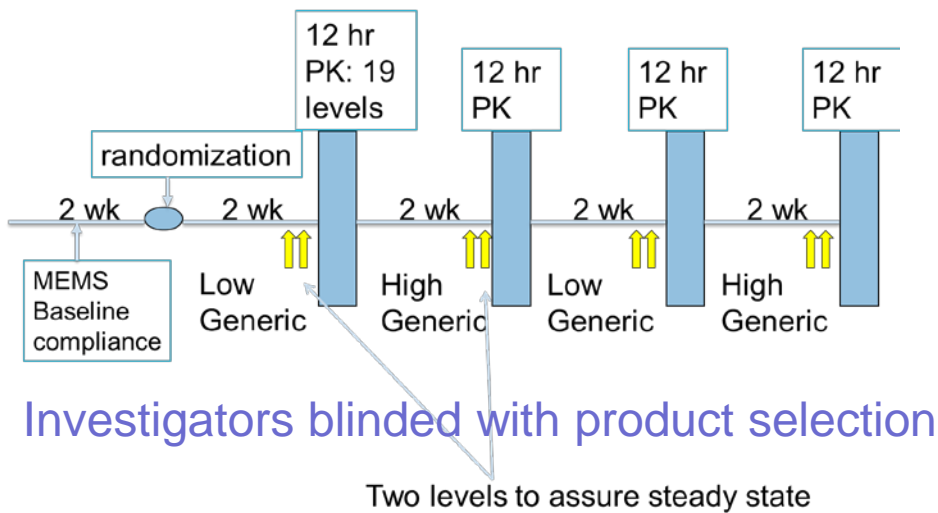 12 hr
PK: 19
levels
12 hr
PK
12 hr
PK
12 hr
PK
randomization
2 wk
2 wk
2 wk
2 wk
2 wk
MEMS
Baseline
compliance
Low
Generic
High
Generic
Low
Generic
High
Generic
Investigators blinded with product selection
Two levels to assure steady state